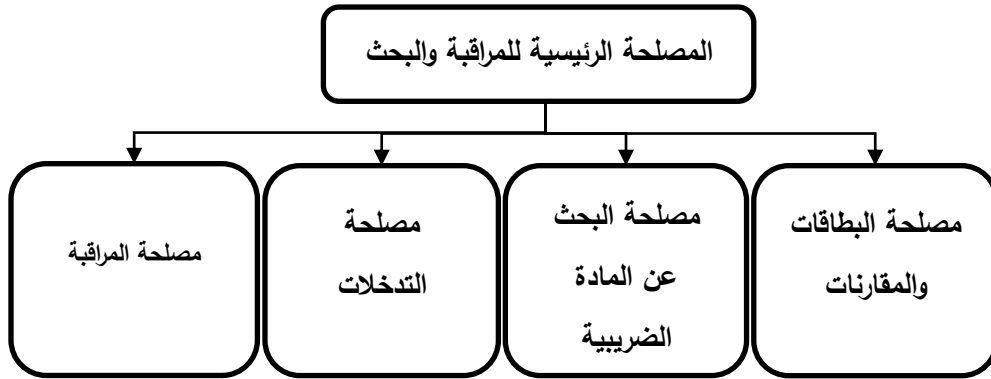 المصلحة الرئيسية للمراقبة والبحث
مصلحة البطاقات
والمقارنات
مصلحة البحث
عن المادة
الضريبية
مصلحة
التدخلات
مصلحة المراقبة